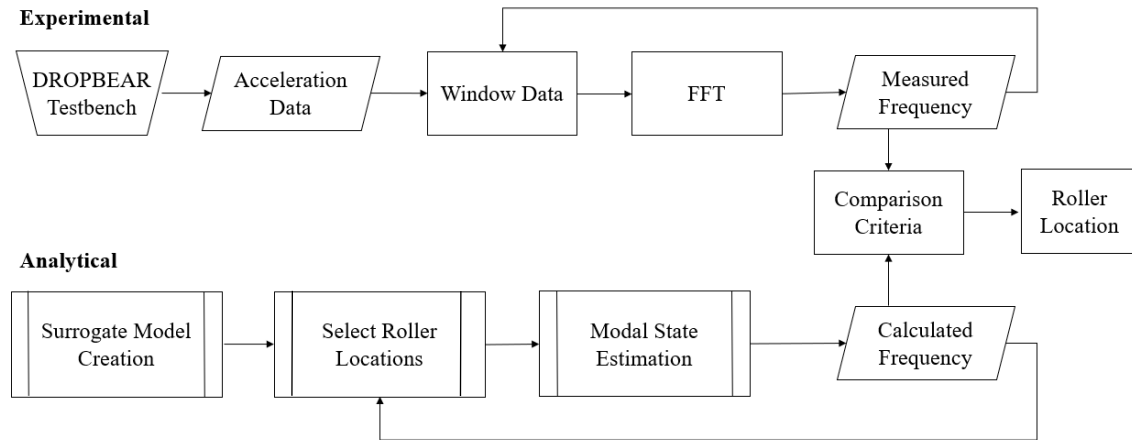 Experimental
DROPBEAR
Testbench
Acceleration
Data
Window Data
FFT
Measured
Frequency
Comparison
Criteria
Roller
Location
Analytical
Surrogate Model
Creation
Select Roller
Locations
Modal State
Estimation
Calculated
Frequency